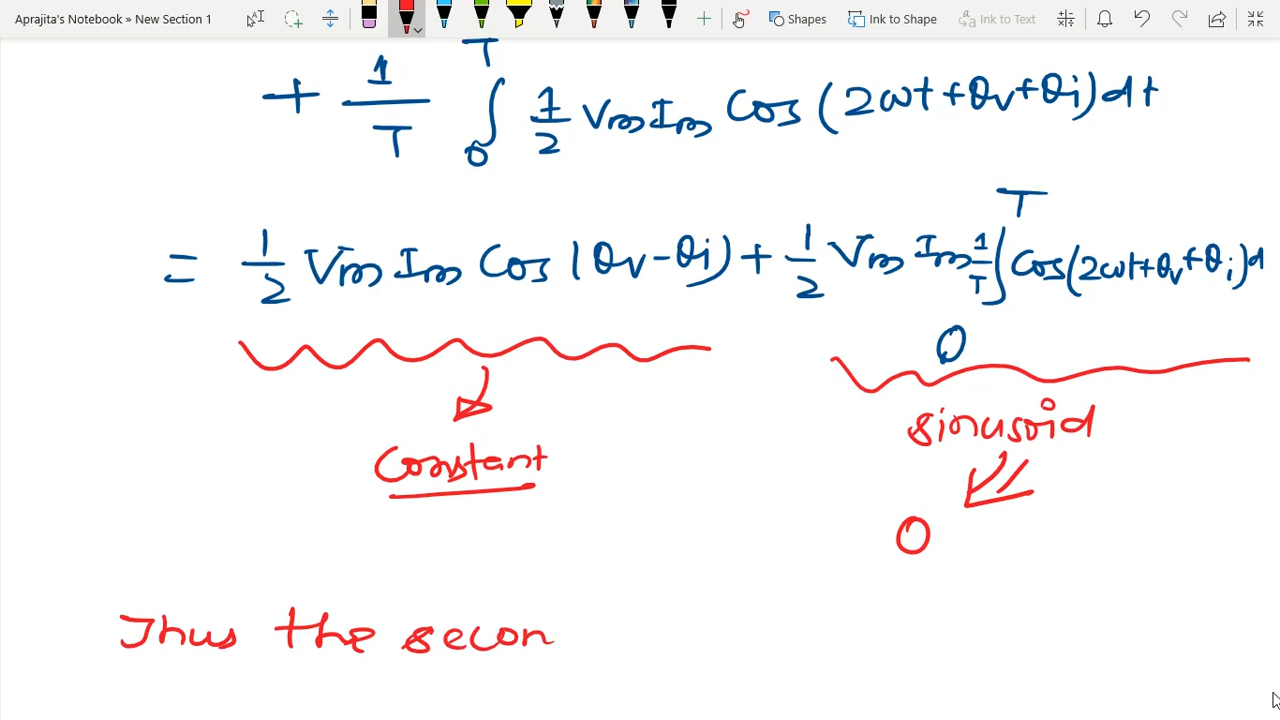 Aprajita's Notebook » New Section 1 Shapes Ink to Shape Ink to Text
+ 1/T ∫₀ᵀ 1/2 Vm Im Cos (2ωt+θv+θi)dt
= 1/2 Vm Im Cos (θv-θi) + 1/2 Vm Im 1/T ∫₀ᵀ Cos(2ωt+θv+θi)d
Constant
sinusoid
0
Thus the secon